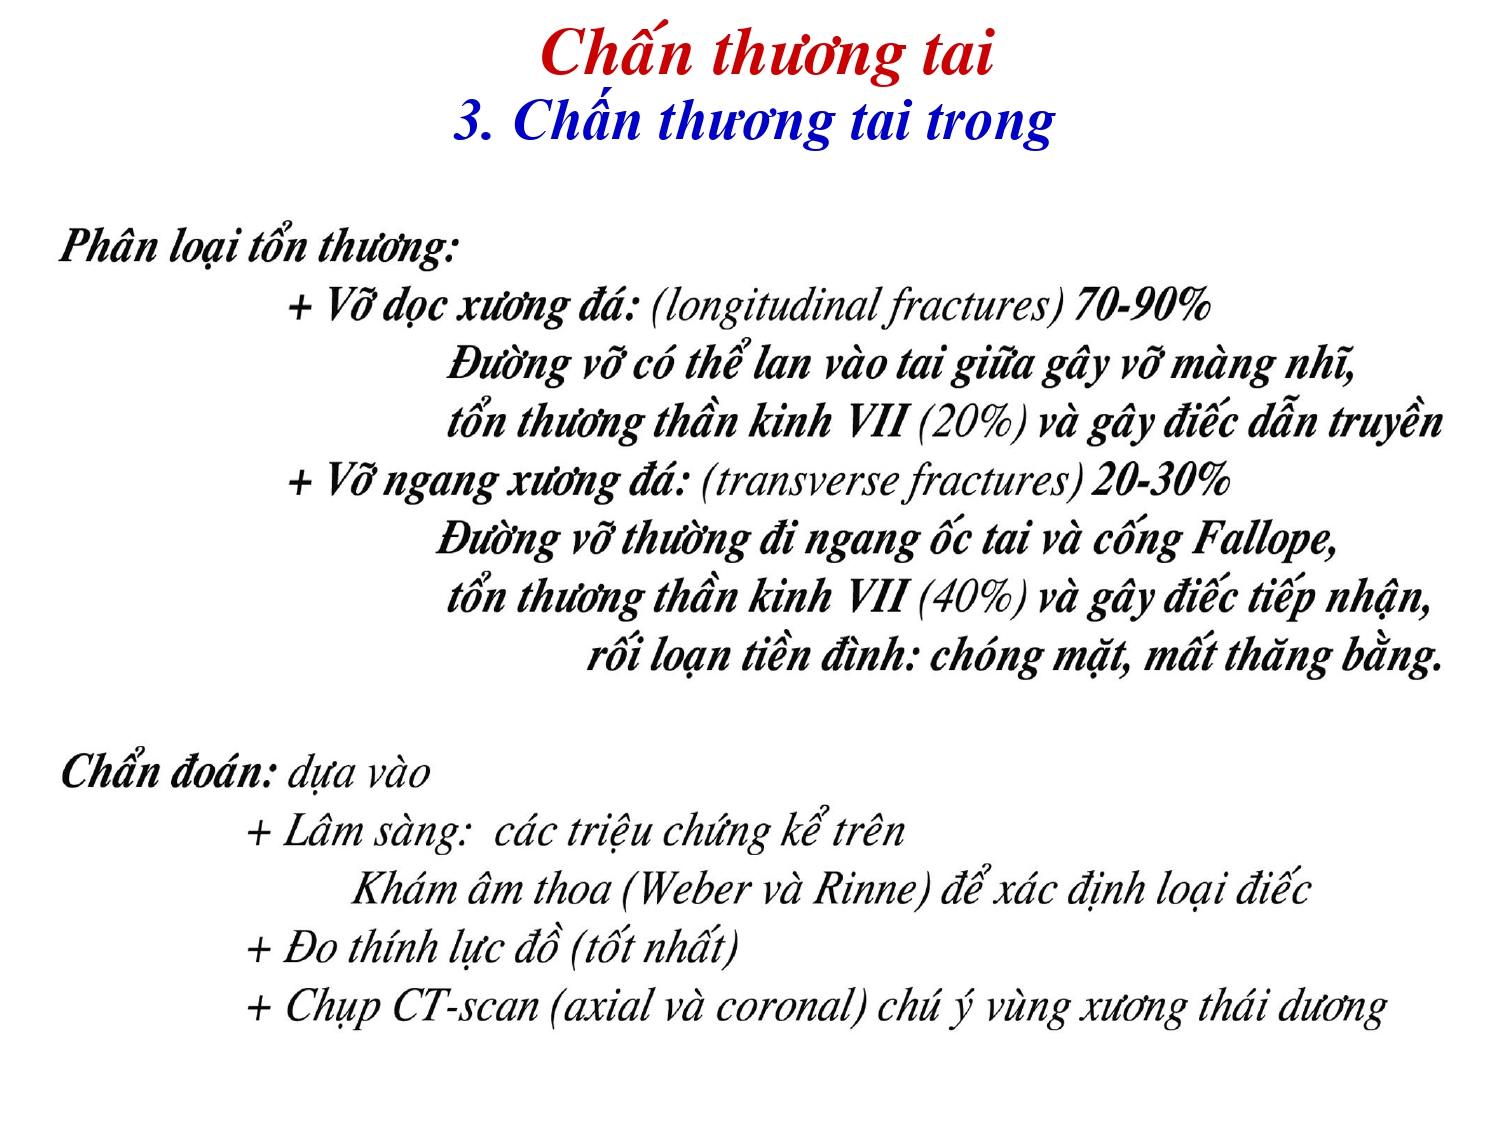 Chấn thương tai
3. Chấn thương tai trong
Phân loại tổn thương:
+ Vỡ dọc xương đá: (longitudinal fractures) 70-90%
Đường vỡ có thể lan vào tai giữa gây vỡ màng nhĩ,
tổn thương thần kinh VII (20%) và gây điếc dẫn truyền
+ Vỡ ngang xương đá: (transverse fractures) 20-30%
Đường vỡ thường đi ngang ốc tai và cống Fallope,
tổn thương thần kinh VII (40%) và gây điếc tiếp nhận,
rối loạn tiền đình: chóng mặt, mất thăng bằng.
Chẩn đoán: dựa vào
+ Lâm sàng: các triệu chứng kể trên
Khám âm thoa (Weber và Rinne) để xác định loại điếc
+ Đo thính lực đồ (tốt nhất)
+ Chụp CT-scan (axial và coronal) chú ý vùng xương thái dương